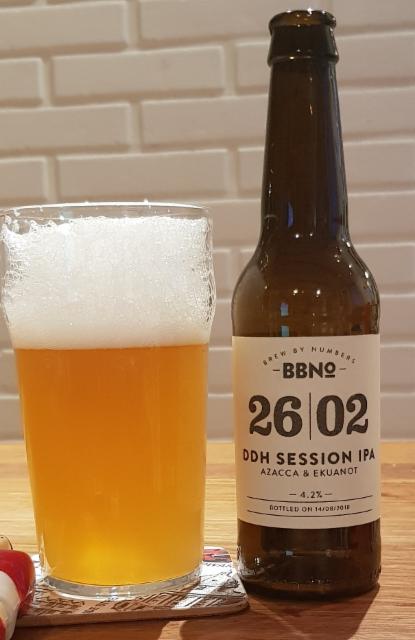 BREW BY NUMBERS
-BBNo-
26|02
DDH SESSION IPA
AZACCA & EKUANOT
- 4.2% -
BOTTLED ON 14/08/2018